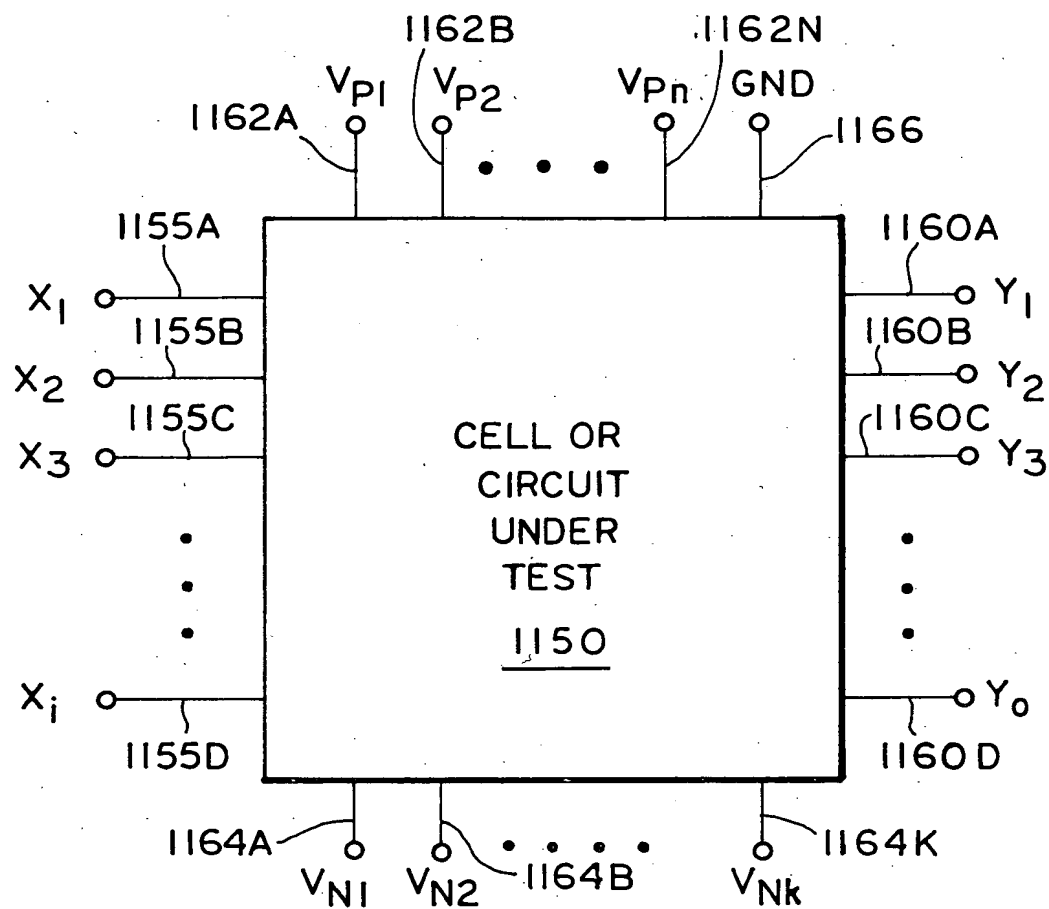 1162B 1162N
VP1 VP2 VPn GND
1162A 1166
1155A 1160A
X1 Y1
1155B 1160B
X2 Y2
1155C 1160C
X3 Y3
CELL OR
CIRCUIT
UNDER
TEST
1150
Xi Yo
1155D 1160D
1164A 1164B 1164K
VN1 VN2 VNk